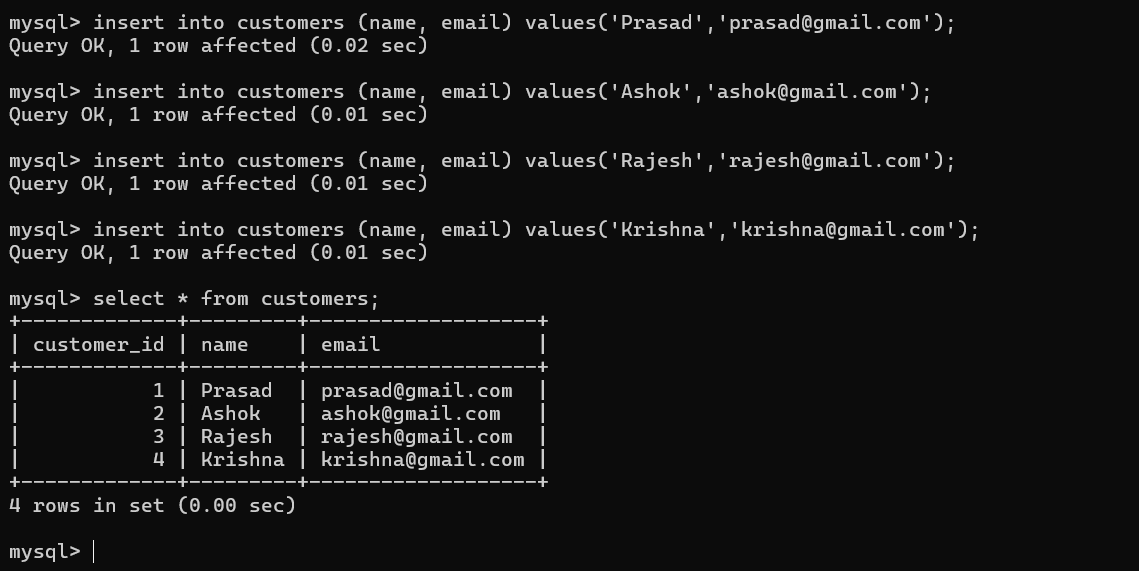 mysql> insert into customers (name, email) values('Prasad','prasad@gmail.com');
Query OK, 1 row affected (0.02 sec)

mysql> insert into customers (name, email) values('Ashok','ashok@gmail.com');
Query OK, 1 row affected (0.01 sec)

mysql> insert into customers (name, email) values('Rajesh','rajesh@gmail.com');
Query OK, 1 row affected (0.01 sec)

mysql> insert into customers (name, email) values('Krishna','krishna@gmail.com');
Query OK, 1 row affected (0.01 sec)

mysql> select * from customers;
+-------------+---------+-------------------+
| customer_id | name    | email             |
+-------------+---------+-------------------+
|           1 | Prasad  | prasad@gmail.com  |
|           2 | Ashok   | ashok@gmail.com   |
|           3 | Rajesh  | rajesh@gmail.com  |
|           4 | Krishna | krishna@gmail.com |
+-------------+---------+-------------------+
4 rows in set (0.00 sec)

mysql>